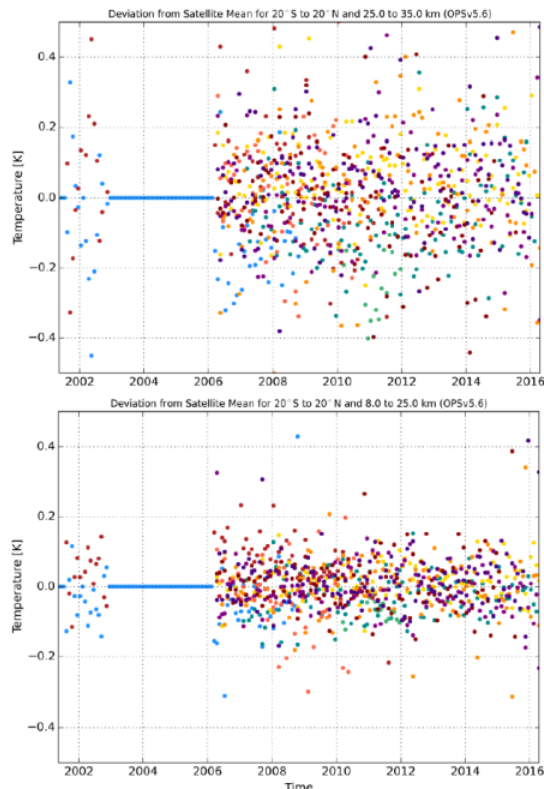 Deviation from Satellite Mean for 20°S to 20°N and 25.0 to 35.0 km (OPSv5.6)
0.4
0.2
0.0
−0.2
−0.4
Temperature [K]
2002 2004 2006 2008 2010 2012 2014 2016
Deviation from Satellite Mean for 20°S to 20°N and 8.0 to 25.0 km (OPSv5.6)
0.4
0.2
0.0
−0.2
−0.4
Temperature [K]
2002 2004 2006 2008 2010 2012 2014 2016
Time